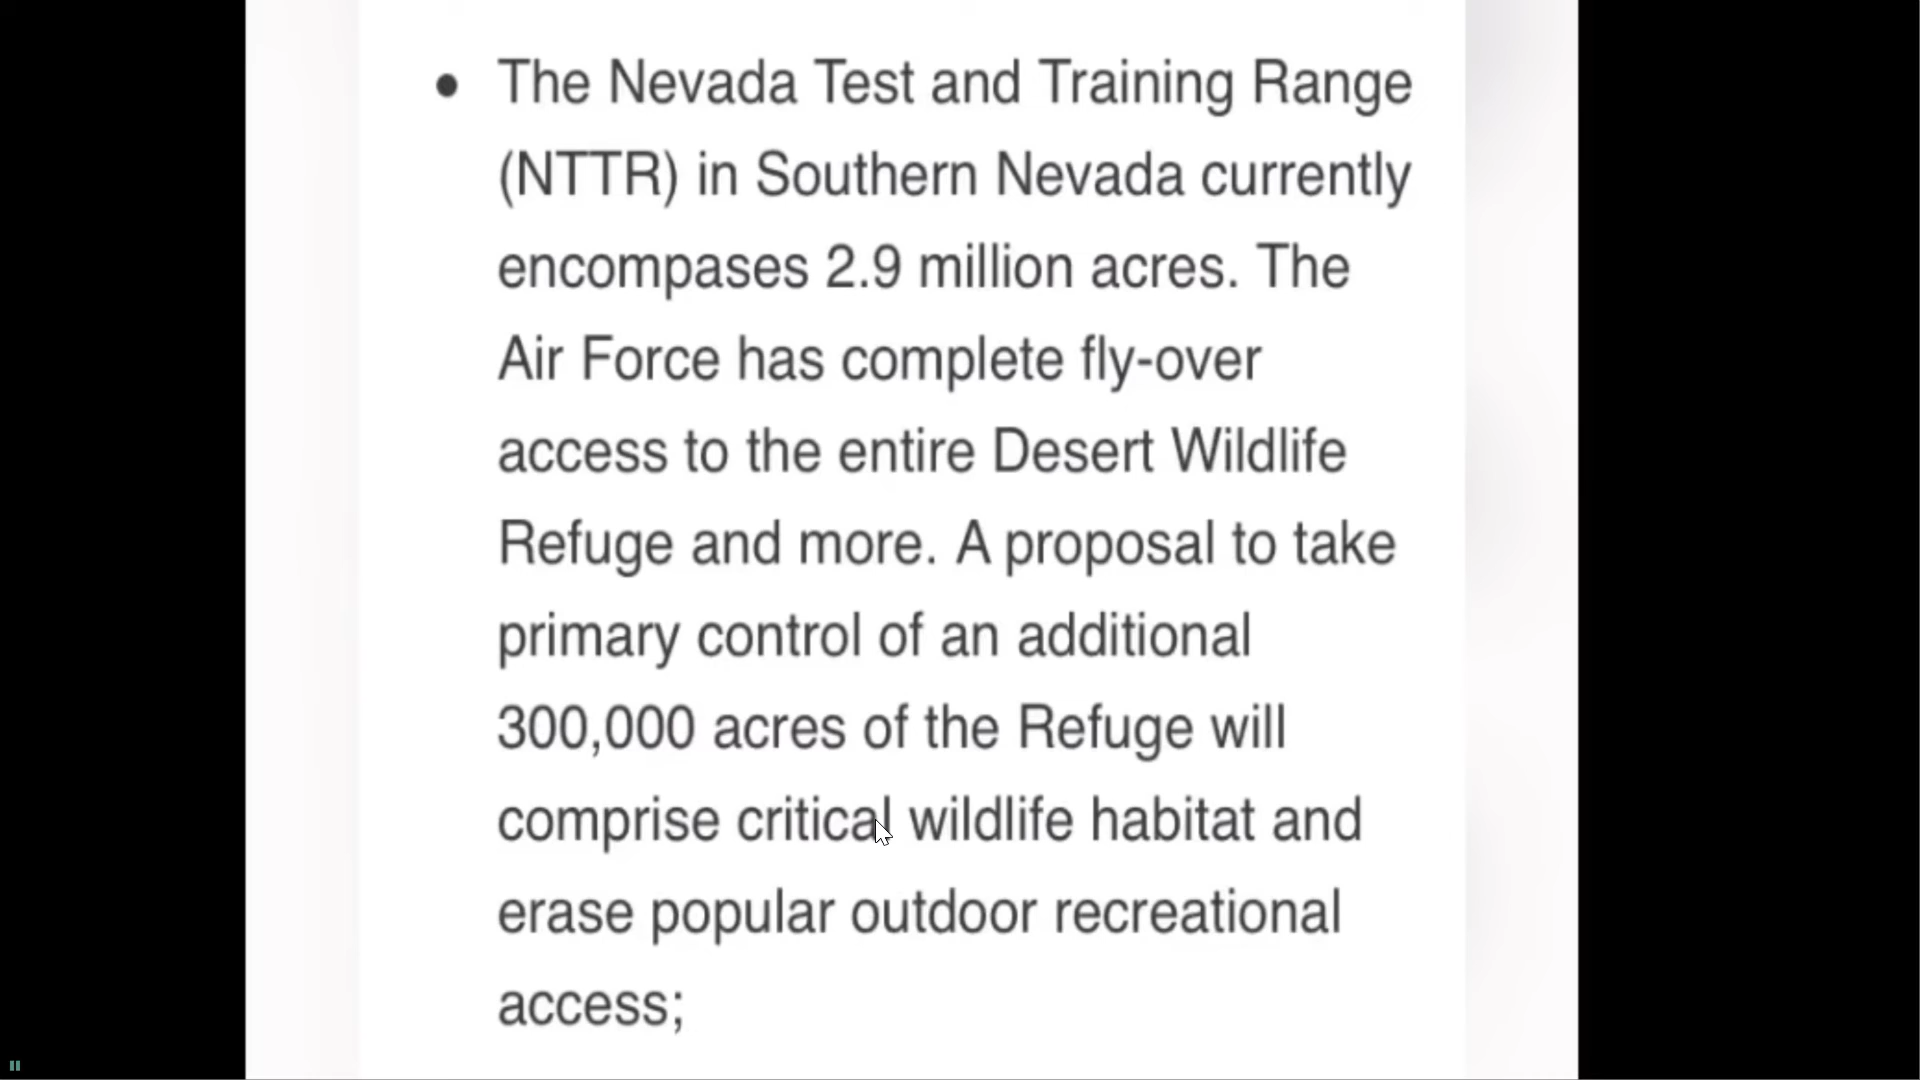 • The Nevada Test and Training Range
(NTTR) in Southern Nevada currently
encompases 2.9 million acres. The
Air Force has complete fly-over
access to the entire Desert Wildlife
Refuge and more. A proposal to take
primary control of an additional
300,000 acres of the Refuge will
comprise critical wildlife habitat and
erase popular outdoor recreational
access;